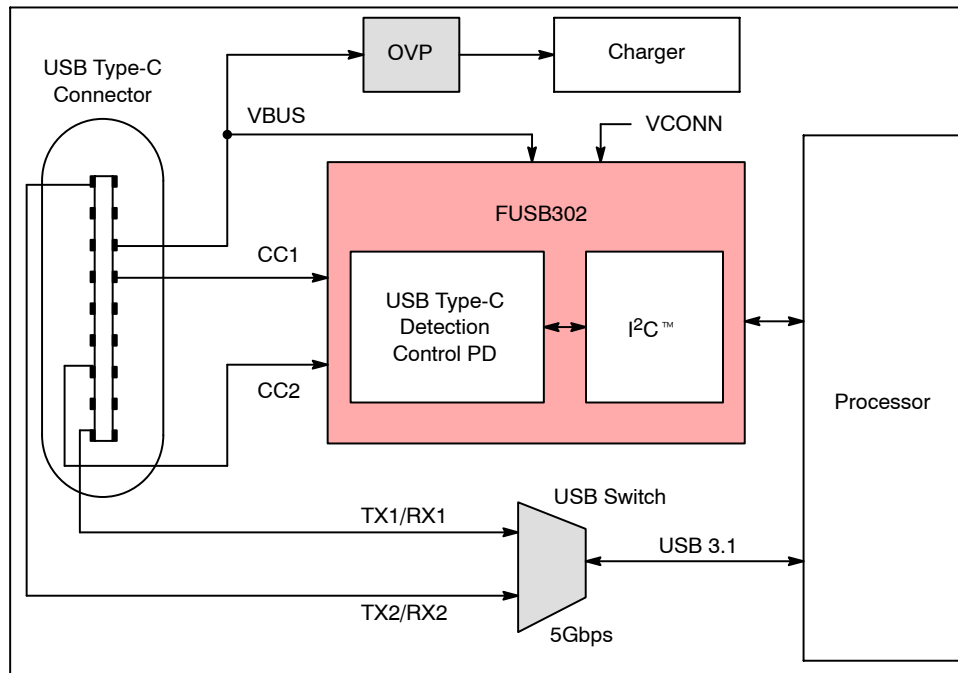 OVP
Charger
USB Type-C
Connector
VBUS
VCONN
FUSB302
CC1
USB Type-C
Detection
Control PD
I²C™
CC2
Processor
USB Switch
TX1/RX1
USB 3.1
TX2/RX2
5Gbps